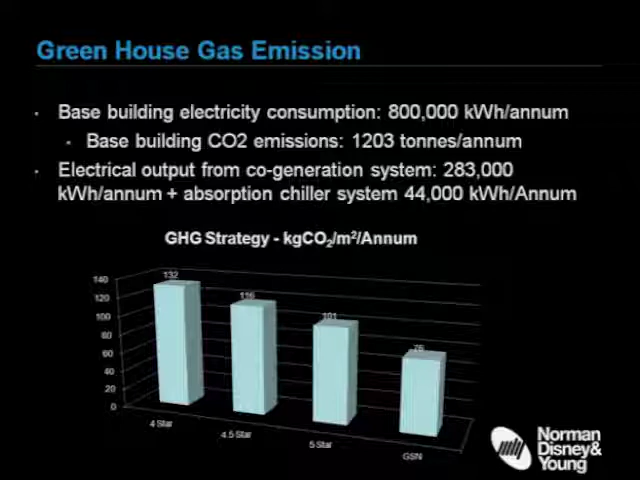 Green House Gas Emission
Base building electricity consumption: 800,000 kWh/annum
Base building CO2 emissions: 1203 tonnes/annum
Electrical output from co-generation system: 283,000
kWh/annum + absorption chiller system 44,000 kWh/Annum
GHG Strategy - kgCO₂/m²/Annum
140
120
100
80
60
40
20
0
132
116
101
76
4 Star
4.5 Star
5 Star
GSN
Norman
Disney&
Young